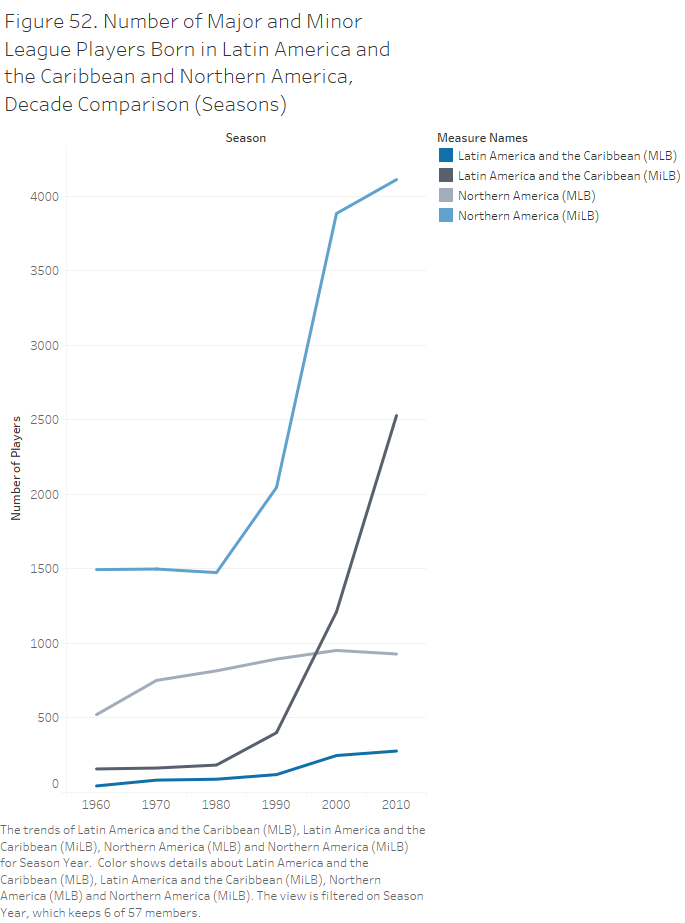 Figure 52. Number of Major and Minor
League Players Born in Latin America and
the Caribbean and Northern America,
Decade Comparison (Seasons)
Season
Measure Names
Latin America and the Caribbean (MLB)
Latin America and the Caribbean (MiLB)
Northern America (MLB)
Northern America (MiLB)
Number of Players
4000
3500
3000
2500
2000
1500
1000
500
0
1960 1970 1980 1990 2000 2010
The trends of Latin America and the Caribbean (MLB), Latin America and the
Caribbean (MiLB), Northern America (MLB) and Northern America (MiLB)
for Season Year. Color shows details about Latin America and the
Caribbean (MLB), Latin America and the Caribbean (MiLB), Northern
America (MLB) and Northern America (MiLB). The view is filtered on Season
Year, which keeps 6 of 57 members.